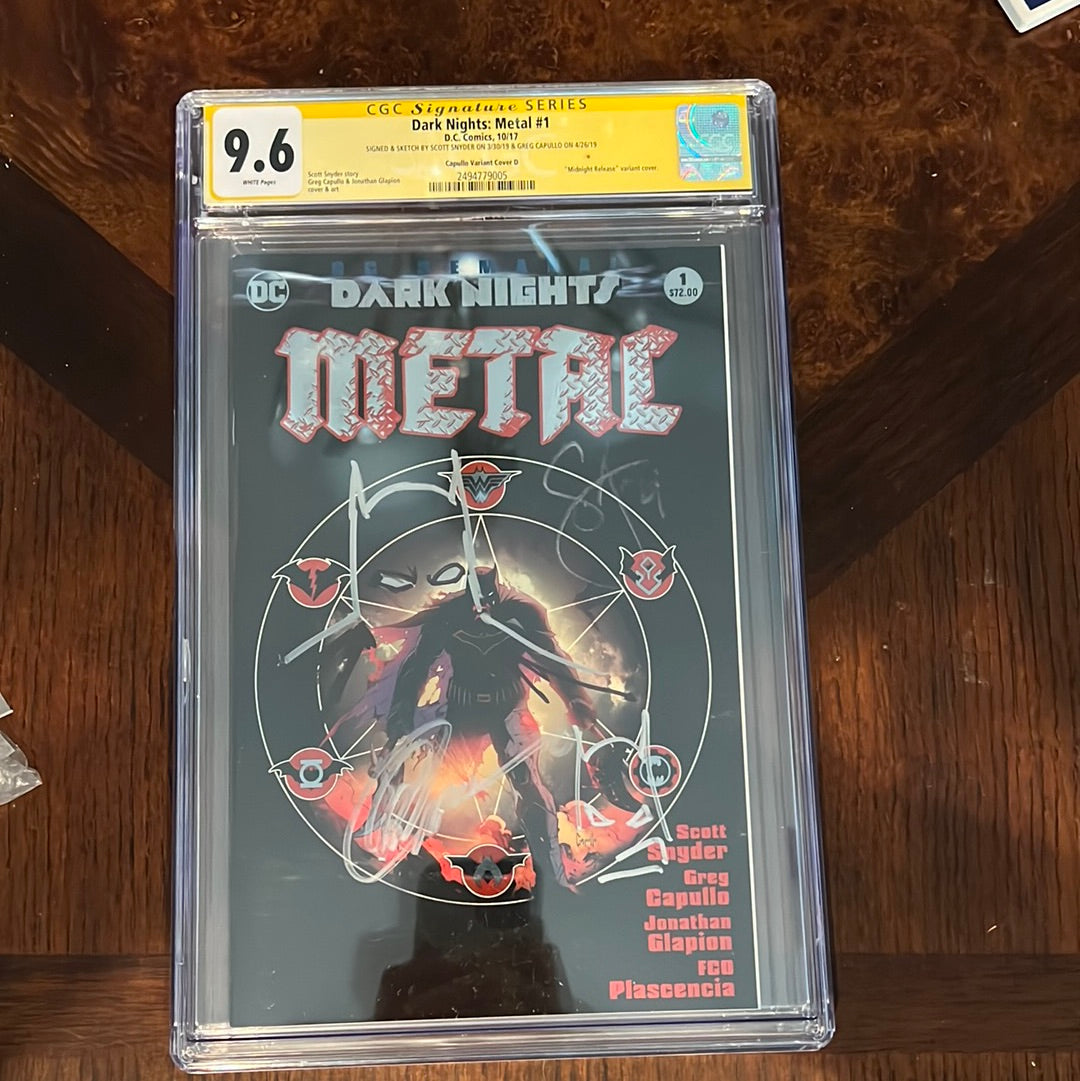 CGC Signature SERIES
Dark Nights: Metal #1
D.C. Comics, 10/17
SIGNED & SKETCH BY SCOTT SNYDER ON 3/30/19 & GREG CAPULLO ON 4/26/19
9.6
WHITE Pages
Capullo Variant Cover D
Scott Snyder story
Greg Capullo & Jonathan Glapion
cover & art
2494779005
"Midnight Release" variant cover.
CGC
DC
DARK NIGHTS
1
$72.00
METAL
Scott
Snyder
Greg
Capullo
Jonathan
Glapion
FCO
Plascencia